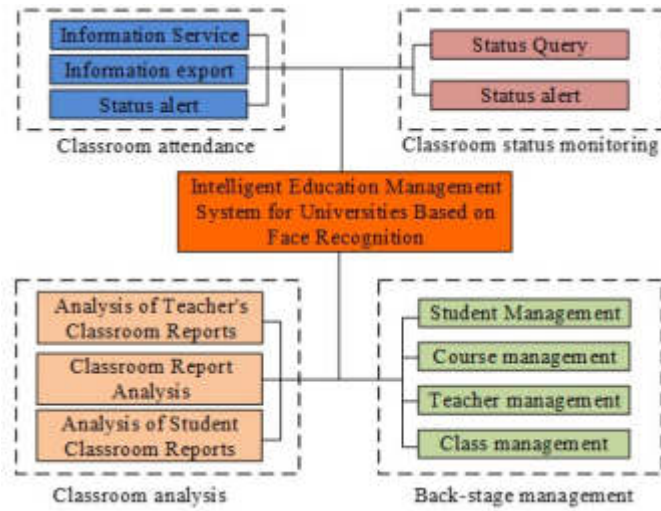 Information Service
Information export
Status alert
Classroom attendance
Status Query
Status alert
Classroom status monitoring
Intelligent Education Management
System for Universities Based on
Face Recognition
Analysis of Teacher's
Classroom Reports
Classroom Report
Analysis
Analysis of Student
Classroom Reports
Classroom analysis
Student Management
Course management
Teacher management
Class management
Back-stage management